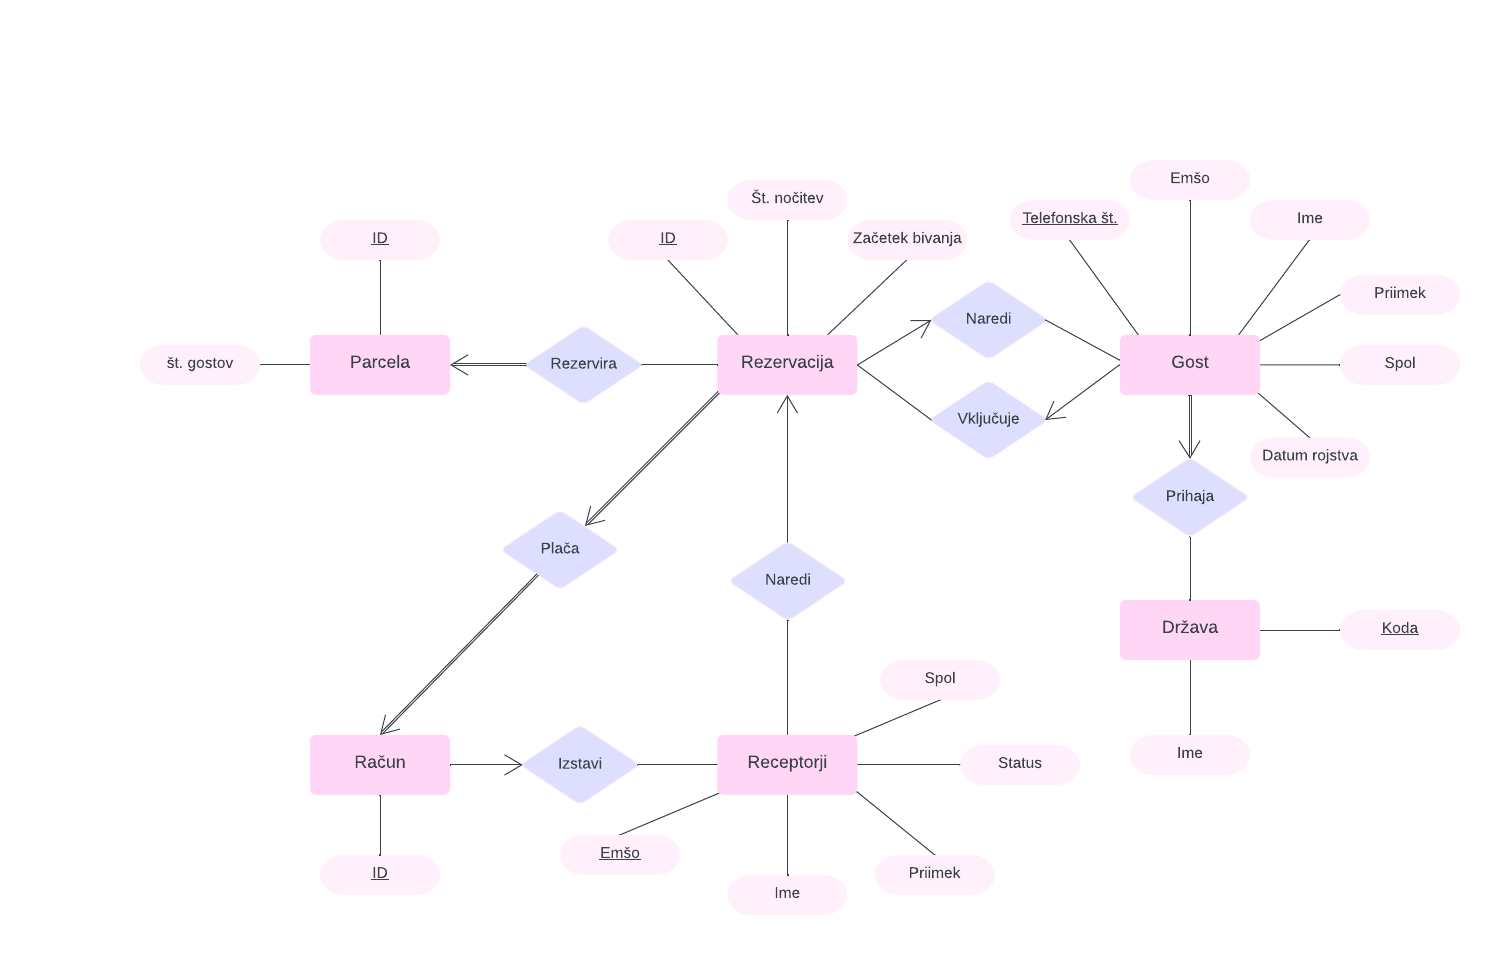 Emšo
Telefonska št.
Ime
Št. nočitev
ID
ID
Začetek bivanja
Priimek
Naredi
št. gostov
Parcela
Rezervira
Rezervacija
Gost
Spol
Vključuje
Datum rojstva
Prihaja
Plača
Naredi
Država
Koda
Spol
Ime
Račun
Izstavi
Receptorji
Status
Emšo
ID
Ime
Priimek